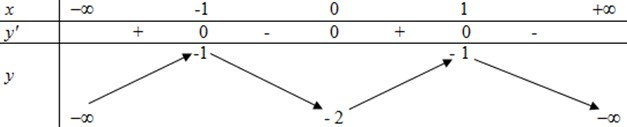 x −∞ -1 0 1 +∞
y' + 0 - 0 + 0 -
-1 - 1
y
−∞ - 2 −∞